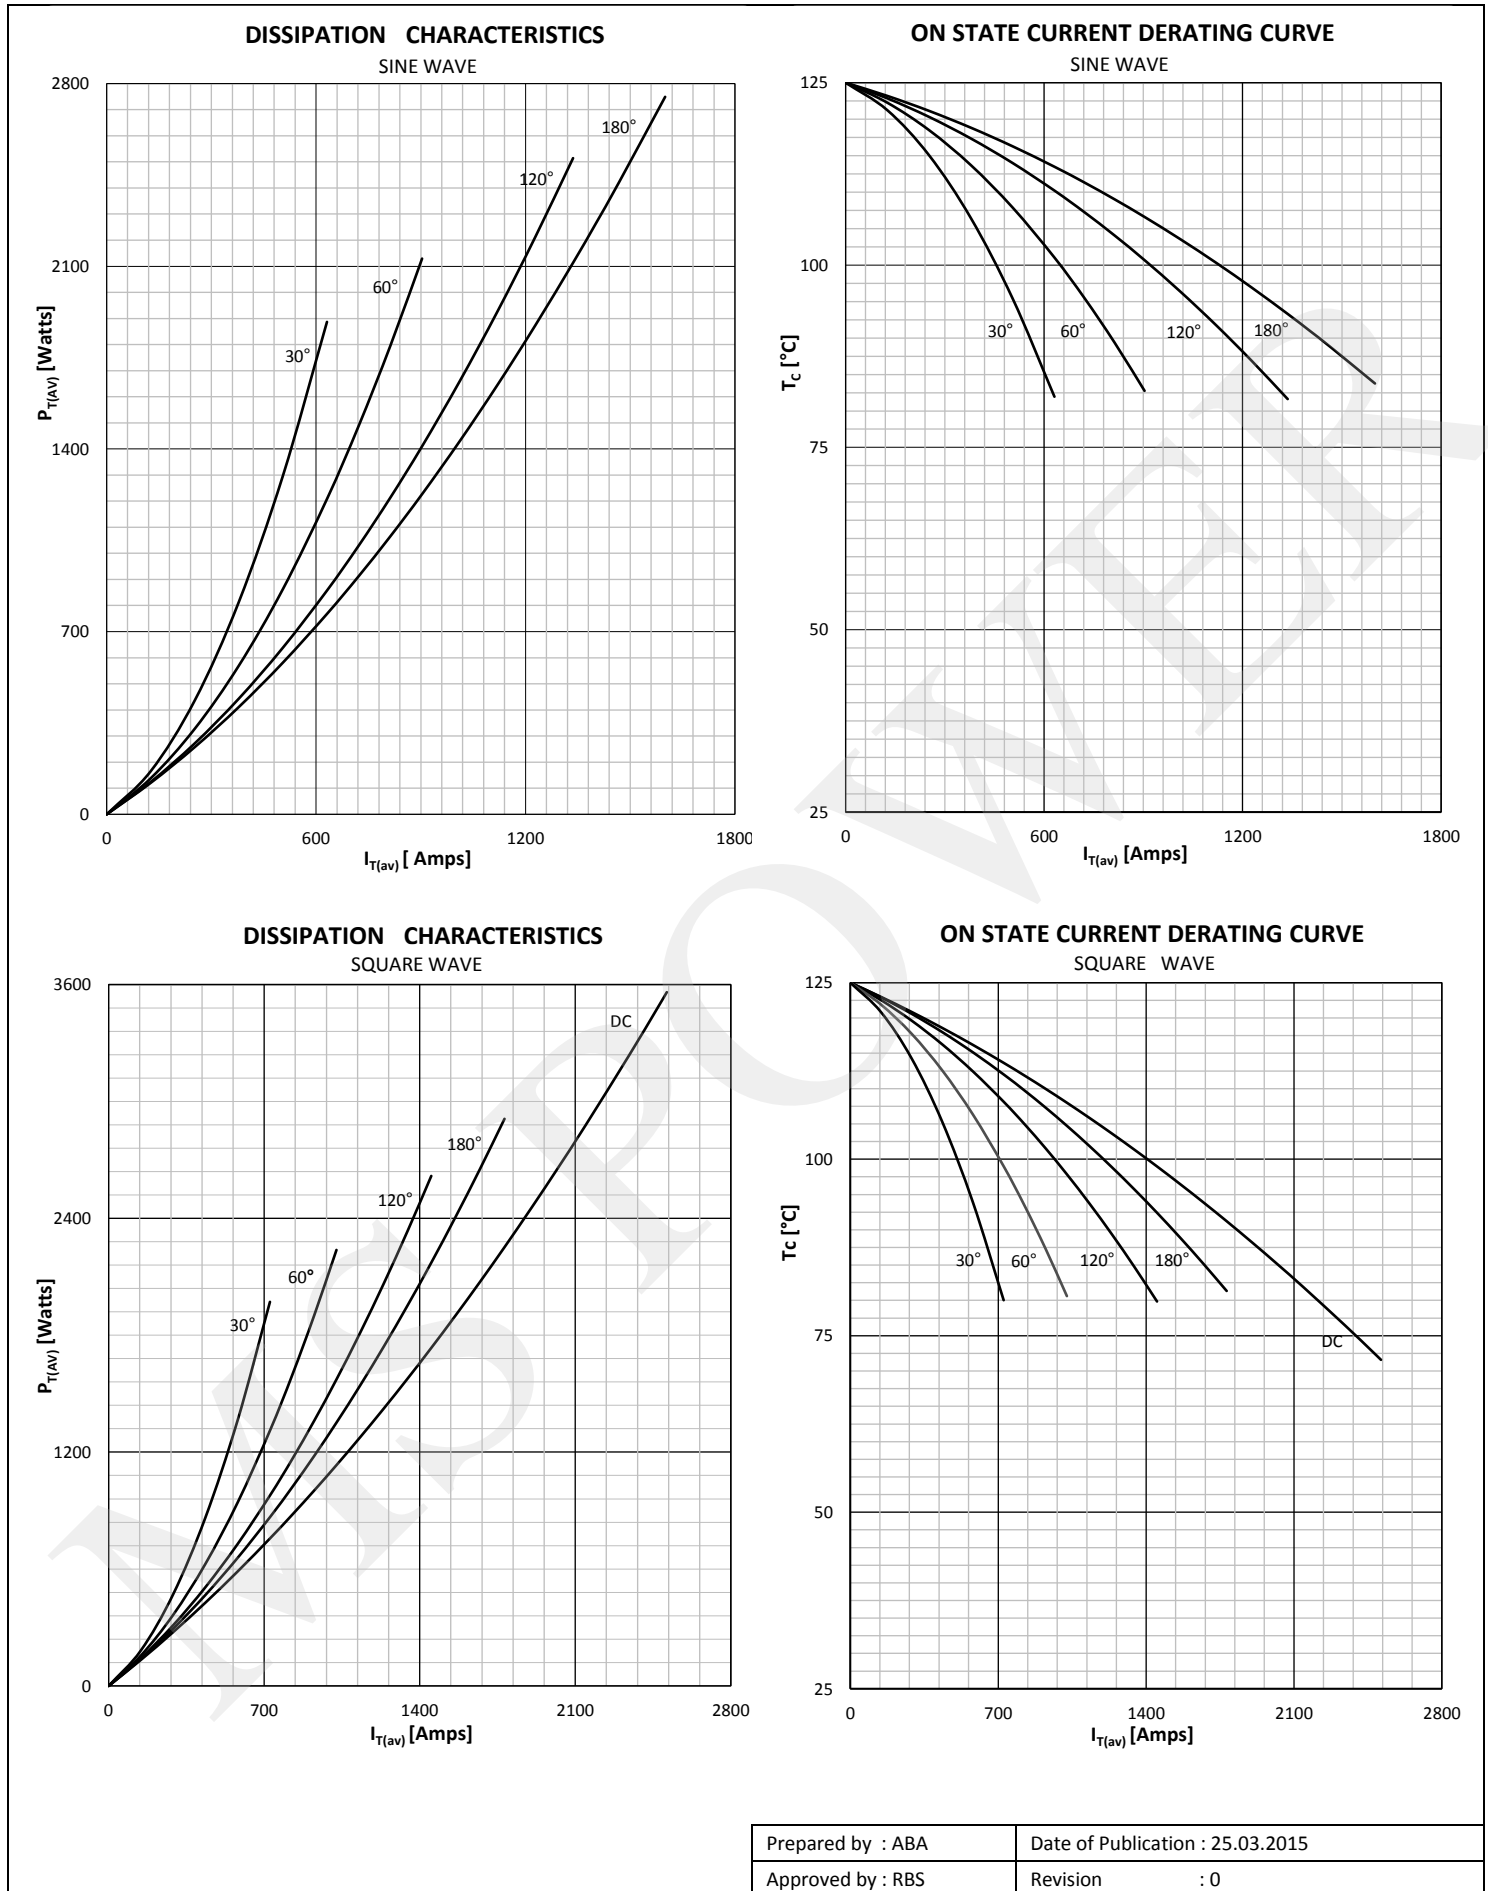 DISSIPATION CHARACTERISTICS
SINE WAVE
2800
2100
1400
700
0
P_T(AV) [Watts]
30°
60°
120°
180°
0 600 1200 1800
I_T(av) [ Amps]
ON STATE CURRENT DERATING CURVE
SINE WAVE
125
100
75
50
25
T_C [°C]
30° 60° 120° 180°
0 600 1200 1800
I_T(av) [Amps]
DISSIPATION CHARACTERISTICS
SQUARE WAVE
3600
2400
1200
0
P_T(AV) [Watts]
30°
60°
120°
180°
DC
0 700 1400 2100 2800
I_T(av) [Amps]
ON STATE CURRENT DERATING CURVE
SQUARE WAVE
125
100
75
50
25
Tc [°C]
30° 60° 120° 180°
DC
0 700 1400 2100 2800
I_T(av) [Amps]
MS POWER
Prepared by : ABA Date of Publication : 25.03.2015
Approved by : RBS Revision : 0